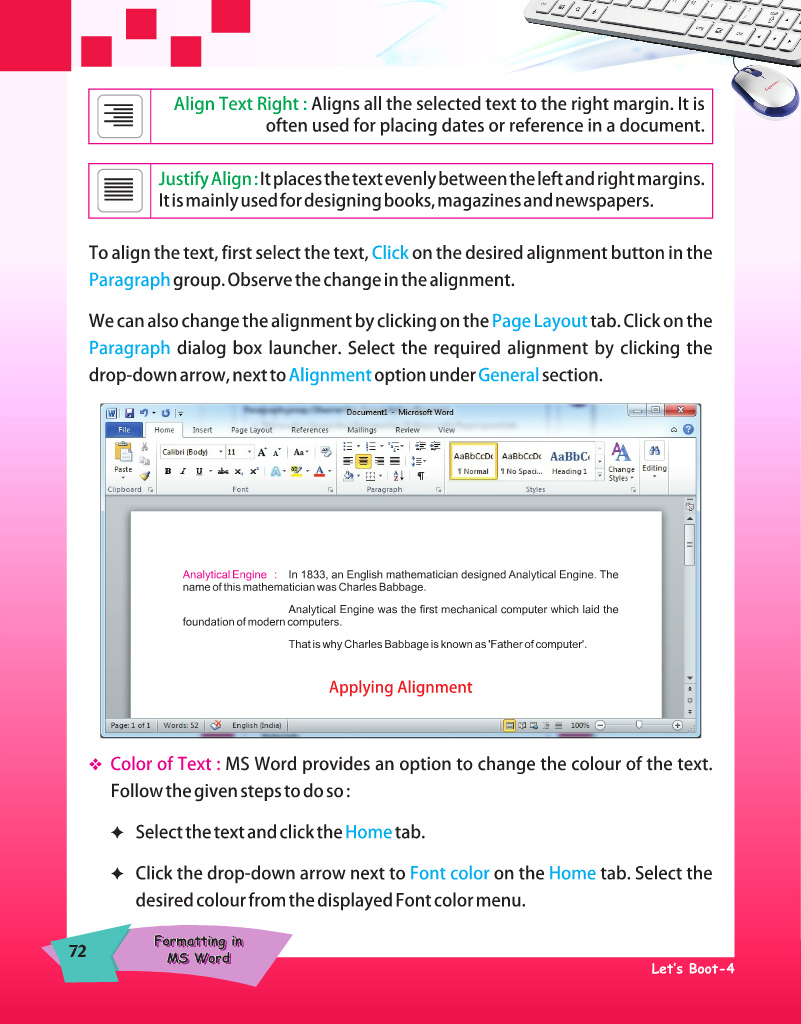 Align Text Right : Aligns all the selected text to the right margin. It is
often used for placing dates or reference in a document.
Justify Align : It places the text evenly between the left and right margins.
It is mainly used for designing books, magazines and newspapers.
To align the text, first select the text, Click on the desired alignment button in the
Paragraph group. Observe the change in the alignment.
We can also change the alignment by clicking on the Page Layout tab. Click on the
Paragraph dialog box launcher. Select the required alignment by clicking the
drop-down arrow, next to Alignment option under General section.
Document1 - Microsoft Word
File Home Insert Page Layout References Mailings Review View
Calibri (Body) 11 A A Aa
Paste B I U abc x, x² A ab A
AaBbCcDc AaBbCcDc AaBbC
¶ Normal ¶ No Spaci... Heading 1
Change Styles
Editing
Clipboard Font Paragraph Styles
Analytical Engine : In 1833, an English mathematician designed Analytical Engine. The
name of this mathematician was Charles Babbage.
Analytical Engine was the first mechanical computer which laid the
foundation of modern computers.
That is why Charles Babbage is known as 'Father of computer'.
Applying Alignment
Page: 1 of 1 Words: 52 English (India) 100%
❖ Color of Text : MS Word provides an option to change the colour of the text.
Follow the given steps to do so :
✦ Select the text and click the Home tab.
✦ Click the drop-down arrow next to Font color on the Home tab. Select the
desired colour from the displayed Font color menu.
72
Formatting in
MS Word
Let's Boot-4